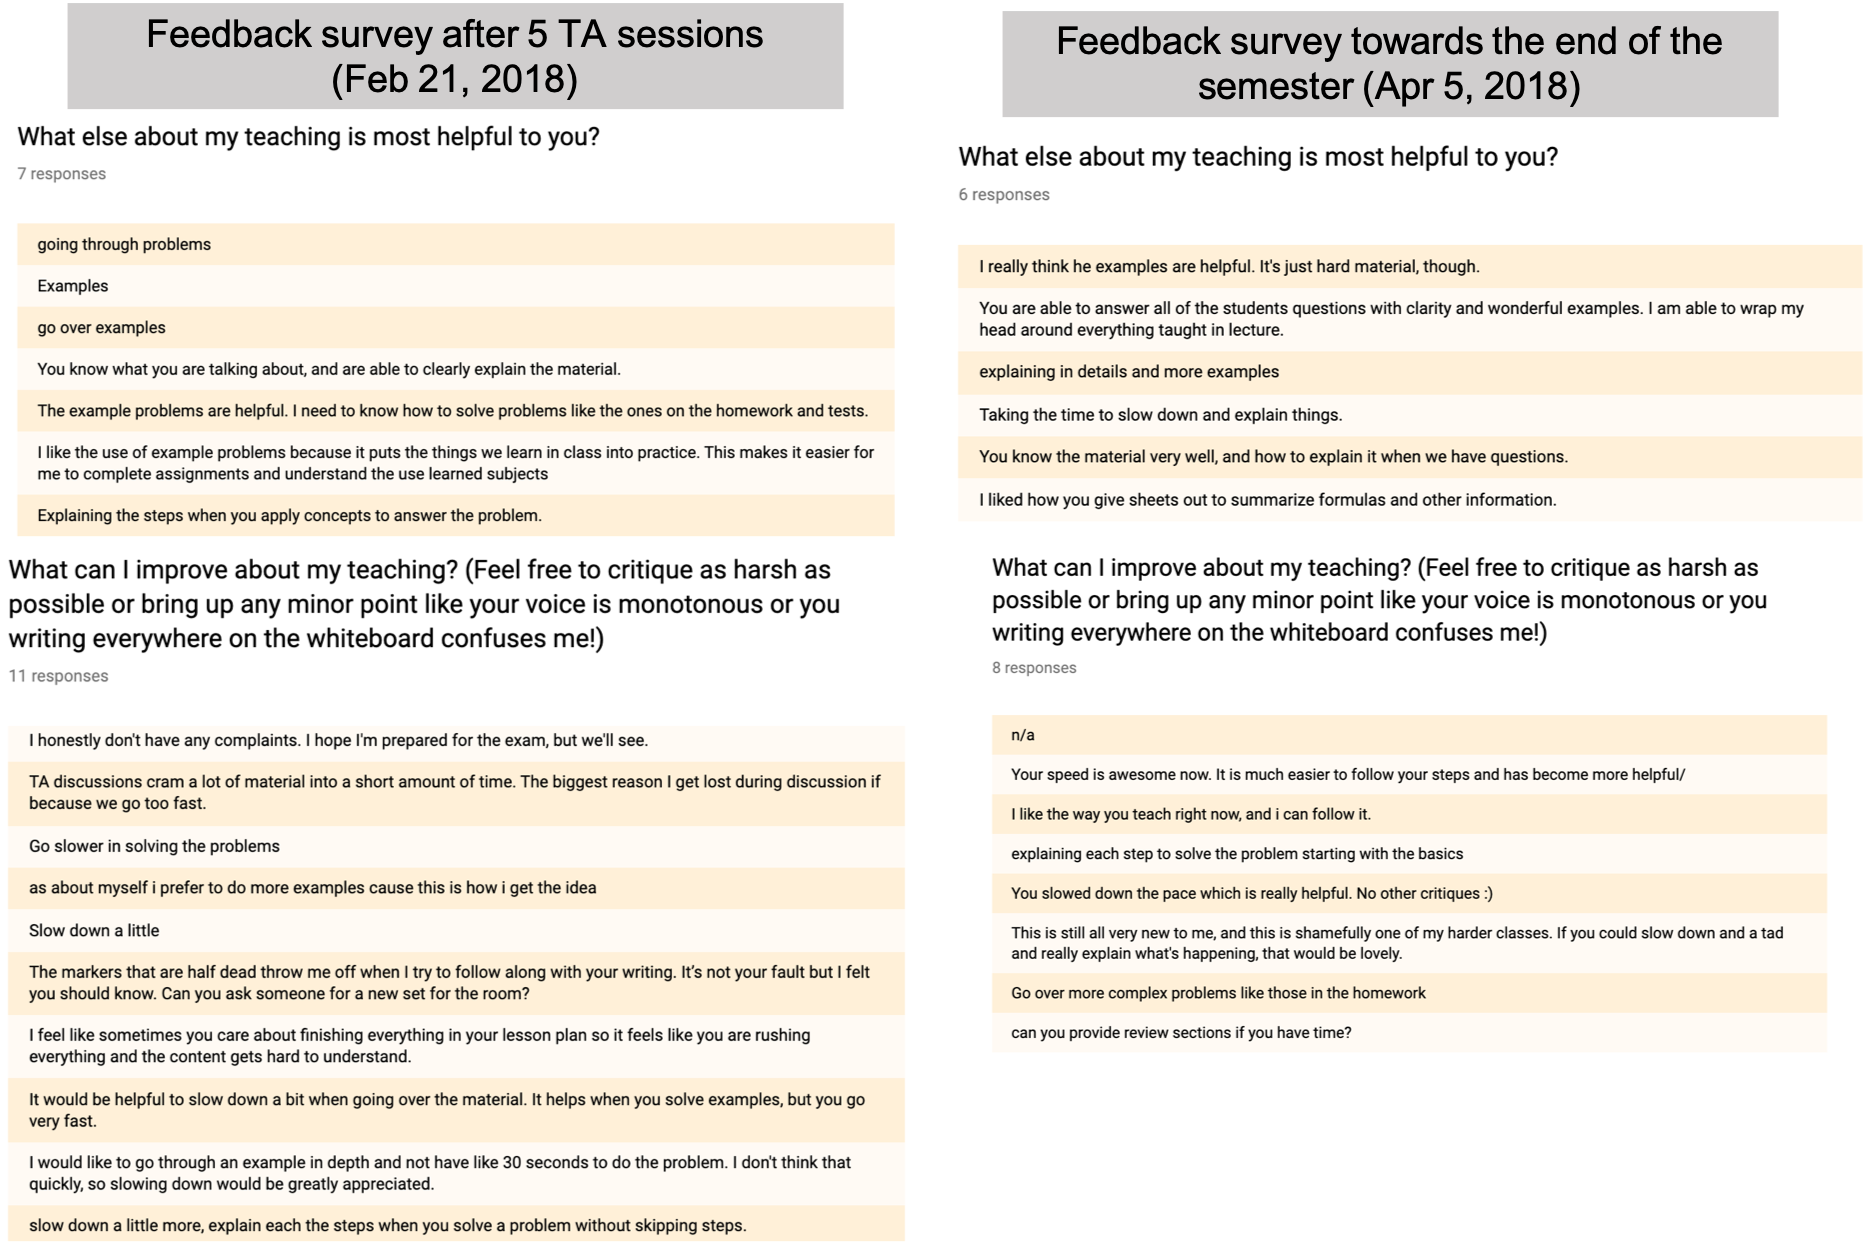 Feedback survey after 5 TA sessions
(Feb 21, 2018)
What else about my teaching is most helpful to you?
7 responses
going through problems
Examples
go over examples
You know what you are talking about, and are able to clearly explain the material.
The example problems are helpful. I need to know how to solve problems like the ones on the homework and tests.
I like the use of example problems because it puts the things we learn in class into practice. This makes it easier for
me to complete assignments and understand the use learned subjects
Explaining the steps when you apply concepts to answer the problem.
What can I improve about my teaching? (Feel free to critique as harsh as
possible or bring up any minor point like your voice is monotonous or you
writing everywhere on the whiteboard confuses me!)
11 responses
I honestly don't have any complaints. I hope I'm prepared for the exam, but we'll see.
TA discussions cram a lot of material into a short amount of time. The biggest reason I get lost during discussion if
because we go too fast.
Go slower in solving the problems
as about myself i prefer to do more examples cause this is how i get the idea
Slow down a little
The markers that are half dead throw me off when I try to follow along with your writing. It's not your fault but I felt
you should know. Can you ask someone for a new set for the room?
I feel like sometimes you care about finishing everything in your lesson plan so it feels like you are rushing
everything and the content gets hard to understand.
It would be helpful to slow down a bit when going over the material. It helps when you solve examples, but you go
very fast.
I would like to go through an example in depth and not have like 30 seconds to do the problem. I don't think that
quickly, so slowing down would be greatly appreciated.
slow down a little more, explain each the steps when you solve a problem without skipping steps.
Feedback survey towards the end of the
semester (Apr 5, 2018)
What else about my teaching is most helpful to you?
6 responses
I really think he examples are helpful. It's just hard material, though.
You are able to answer all of the students questions with clarity and wonderful examples. I am able to wrap my
head around everything taught in lecture.
explaining in details and more examples
Taking the time to slow down and explain things.
You know the material very well, and how to explain it when we have questions.
I liked how you give sheets out to summarize formulas and other information.
What can I improve about my teaching? (Feel free to critique as harsh as
possible or bring up any minor point like your voice is monotonous or you
writing everywhere on the whiteboard confuses me!)
8 responses
n/a
Your speed is awesome now. It is much easier to follow your steps and has become more helpful/
I like the way you teach right now, and i can follow it.
explaining each step to solve the problem starting with the basics
You slowed down the pace which is really helpful. No other critiques :)
This is still all very new to me, and this is shamefully one of my harder classes. If you could slow down and a tad
and really explain what's happening, that would be lovely.
Go over more complex problems like those in the homework
can you provide review sections if you have time?